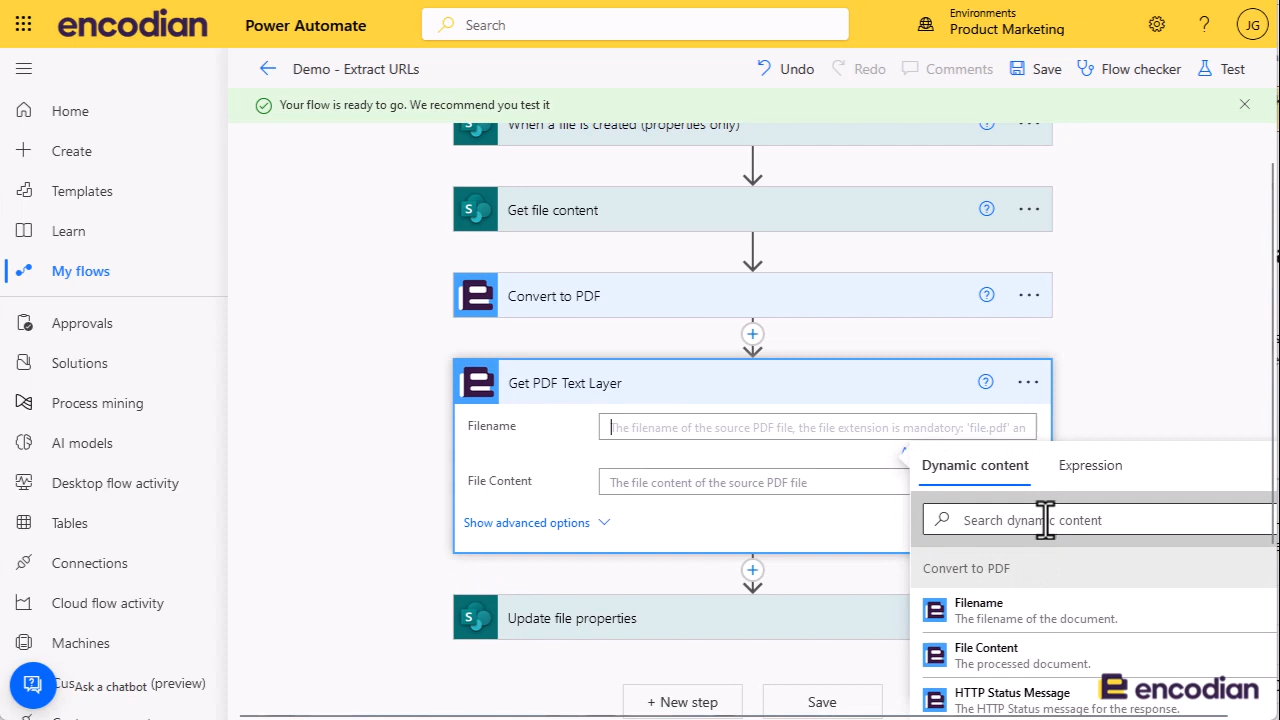 encodian
Power Automate
Search
Environments
Product Marketing
JG
Demo - Extract URLs
Undo
Redo
Comments
Save
Flow checker
Test
Your flow is ready to go. We recommend you test it
Home
Create
Templates
Learn
My flows
Approvals
Solutions
Process mining
AI models
Desktop flow activity
Tables
Connections
Cloud flow activity
Machines
Cus
Ask a chatbot
(preview)
When a file is created (properties only)
S
Get file content
Convert to PDF
Get PDF Text Layer
Filename
The filename of the source PDF file, the file extension is mandatory: 'file.pdf' an
File Content
The file content of the source PDF file
Show advanced options
S
Update file properties
+ New step
Save
Dynamic content
Expression
Search dynamic content
Convert to PDF
Filename
The filename of the document.
File Content
The processed document.
HTTP Status Message
The HTTP Status message for the response.
encodian